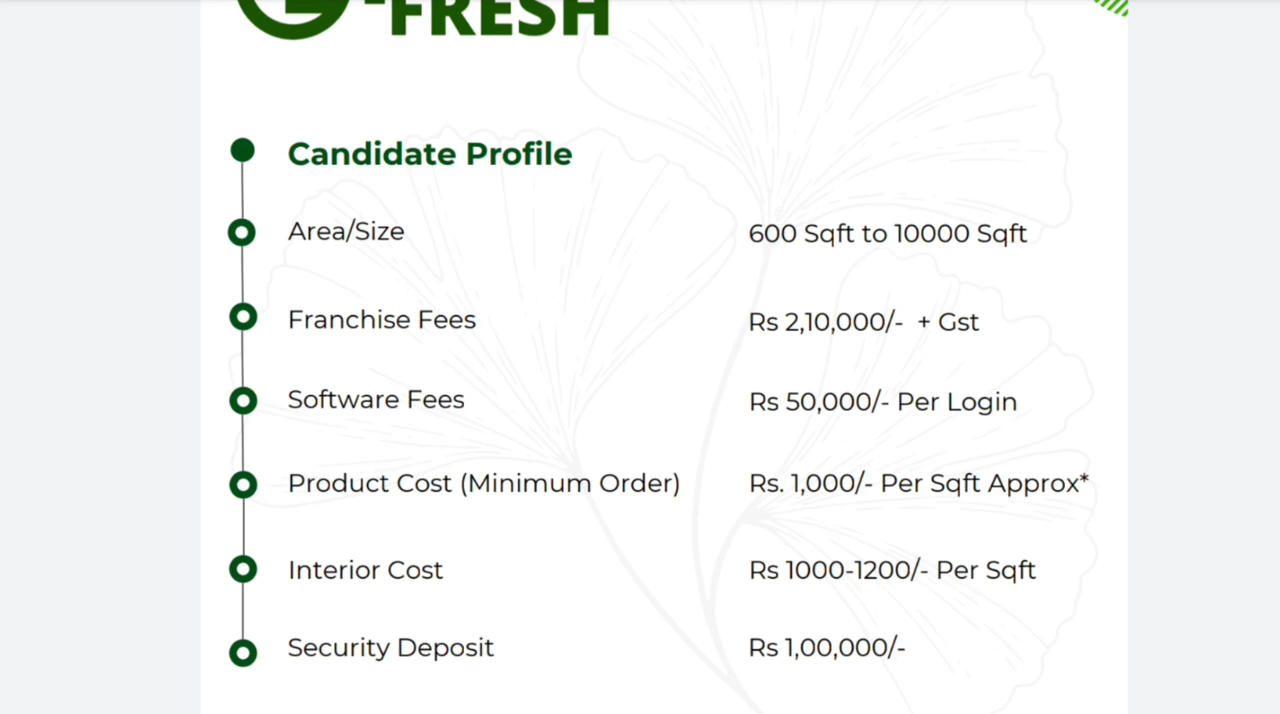 G-FRESH
Candidate Profile
Area/Size 600 Sqft to 10000 Sqft
Franchise Fees Rs 2,10,000/- + Gst
Software Fees Rs 50,000/- Per Login
Product Cost (Minimum Order) Rs. 1,000/- Per Sqft Approx*
Interior Cost Rs 1000-1200/- Per Sqft
Security Deposit Rs 1,00,000/-